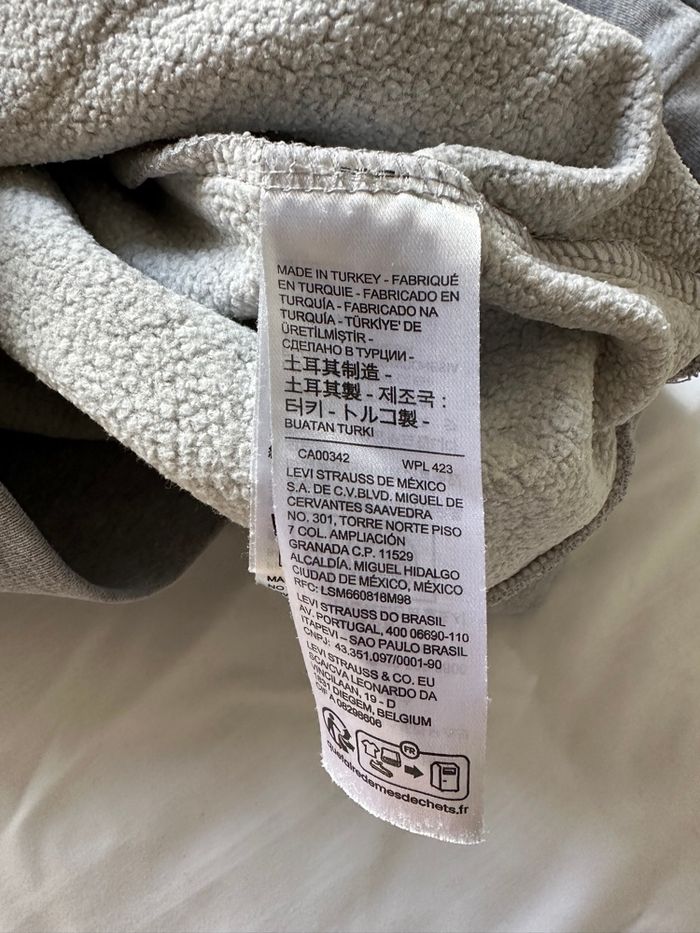 MADE IN TURKEY - FABRIQUÉ
EN TURQUIE - FABRICADO EN
TURQUÍA - FABRICADO NA
TURQUÍA - TÜRKİYE' DE
ÜRETİLMİŞTİR -
СДЕЛАНО В ТУРЦИИ -
土耳其制造 -
土耳其製 - 제조국 :
터키 - トルコ製 -
BUATAN TURKI
CA00342 WPL 423
LEVI STRAUSS DE MÉXICO
S.A. DE C.V.BLVD. MIGUEL DE
CERVANTES SAAVEDRA
NO. 301, TORRE NORTE PISO
7 COL. AMPLIACIÓN
GRANADA C.P. 11529
ALCALDÍA. MIGUEL HIDALGO
CIUDAD DE MÉXICO, MÉXICO
RFC: LSM660818M98
LEVI STRAUSS DO BRASIL
AV. PORTUGAL, 400 06690-110
ITAPEVI – SAO PAULO BRASIL
CNPJ: 43.351.097/0001-90
LEVI STRAUSS & CO. EU
SCA/CVA LEONARDO DA
VINCILAAN, 19 - D
1831 DIEGEM, BELGIUM
CIF A 08298606
FR
quefairedemesdechets.fr
MA
NO